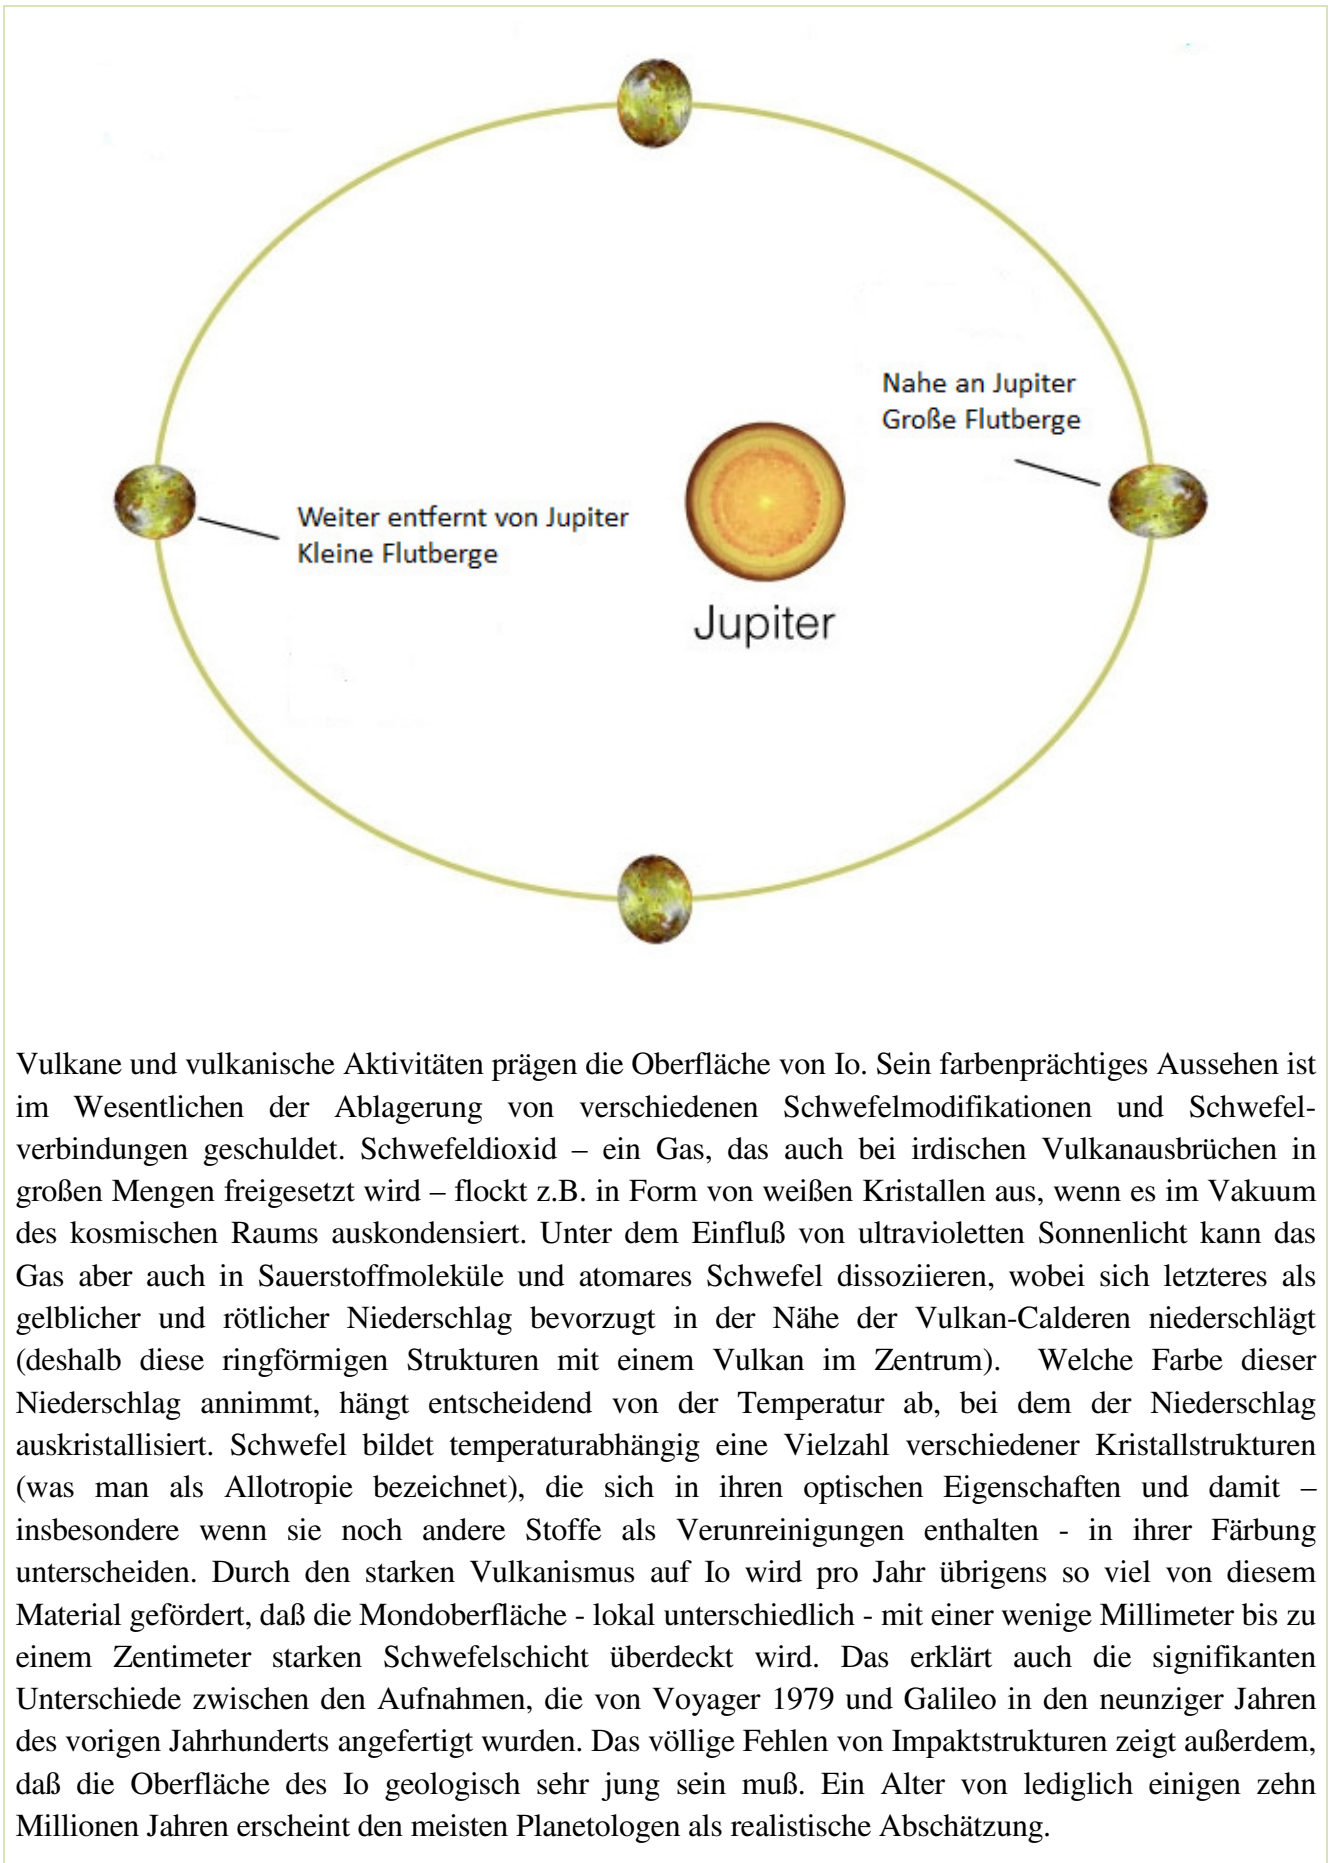 Nahe an Jupiter
Große Flutberge
Weiter entfernt von Jupiter
Kleine Flutberge
Jupiter
Vulkane und vulkanische Aktivitäten prägen die Oberfläche von Io. Sein farbenprächtiges Aussehen ist
im Wesentlichen der Ablagerung von verschiedenen Schwefelmodifikationen und Schwefel-
verbindungen geschuldet. Schwefeldioxid – ein Gas, das auch bei irdischen Vulkanausbrüchen in
großen Mengen freigesetzt wird – flockt z.B. in Form von weißen Kristallen aus, wenn es im Vakuum
des kosmischen Raums auskondensiert. Unter dem Einfluß von ultravioletten Sonnenlicht kann das
Gas aber auch in Sauerstoffmoleküle und atomares Schwefel dissoziieren, wobei sich letzteres als
gelblicher und rötlicher Niederschlag bevorzugt in der Nähe der Vulkan-Calderen niederschlägt
(deshalb diese ringförmigen Strukturen mit einem Vulkan im Zentrum). Welche Farbe dieser
Niederschlag annimmt, hängt entscheidend von der Temperatur ab, bei dem der Niederschlag
auskristallisiert. Schwefel bildet temperaturabhängig eine Vielzahl verschiedener Kristallstrukturen
(was man als Allotropie bezeichnet), die sich in ihren optischen Eigenschaften und damit –
insbesondere wenn sie noch andere Stoffe als Verunreinigungen enthalten - in ihrer Färbung
unterscheiden. Durch den starken Vulkanismus auf Io wird pro Jahr übrigens so viel von diesem
Material gefördert, daß die Mondoberfläche - lokal unterschiedlich - mit einer wenige Millimeter bis zu
einem Zentimeter starken Schwefelschicht überdeckt wird. Das erklärt auch die signifikanten
Unterschiede zwischen den Aufnahmen, die von Voyager 1979 und Galileo in den neunziger Jahren
des vorigen Jahrhunderts angefertigt wurden. Das völlige Fehlen von Impaktstrukturen zeigt außerdem,
daß die Oberfläche des Io geologisch sehr jung sein muß. Ein Alter von lediglich einigen zehn
Millionen Jahren erscheint den meisten Planetologen als realistische Abschätzung.